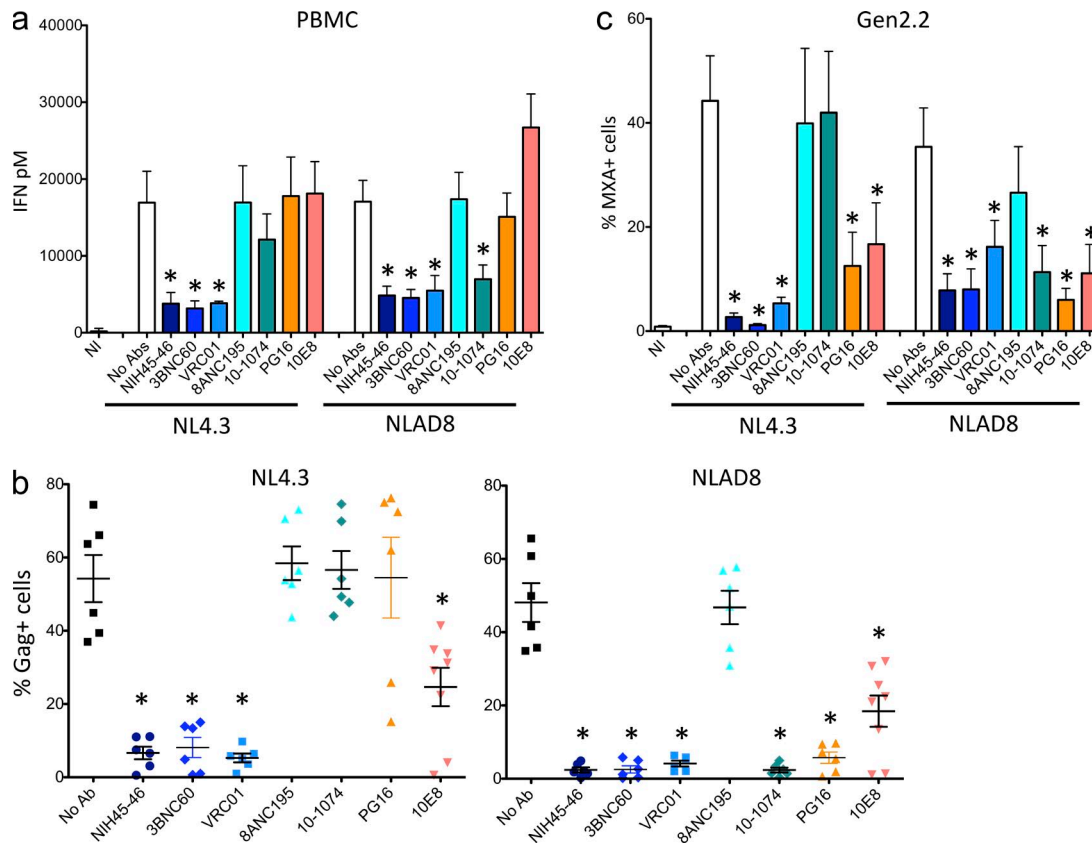 a
PBMC
IFN pM
40000
30000
20000
10000
0
* * * * * * *
NI
No Abs
NIH45-46
3BNC60
VRC01
8ANC195
10-1074
PG16
10E8
No Abs
NIH45-46
3BNC60
VRC01
8ANC195
10-1074
PG16
10E8
NL4.3
NLAD8
c
Gen2.2
% MXA+ cells
60
40
20
0
* * * * * * * * * * *
NI
No Abs
NIH45-46
3BNC60
VRC01
8ANC195
10-1074
PG16
10E8
No Abs
NIH45-46
3BNC60
VRC01
8ANC195
10-1074
PG16
10E8
NL4.3
NLAD8
b
NL4.3
% Gag+ cells
80
60
40
20
0
* * * *
No Ab
NIH45-46
3BNC60
VRC01
8ANC195
10-1074
PG16
10E8
NLAD8
80
60
40
20
0
* * * * * *
No Ab
NIH45-46
3BNC60
VRC01
8ANC195
10-1074
PG16
10E8